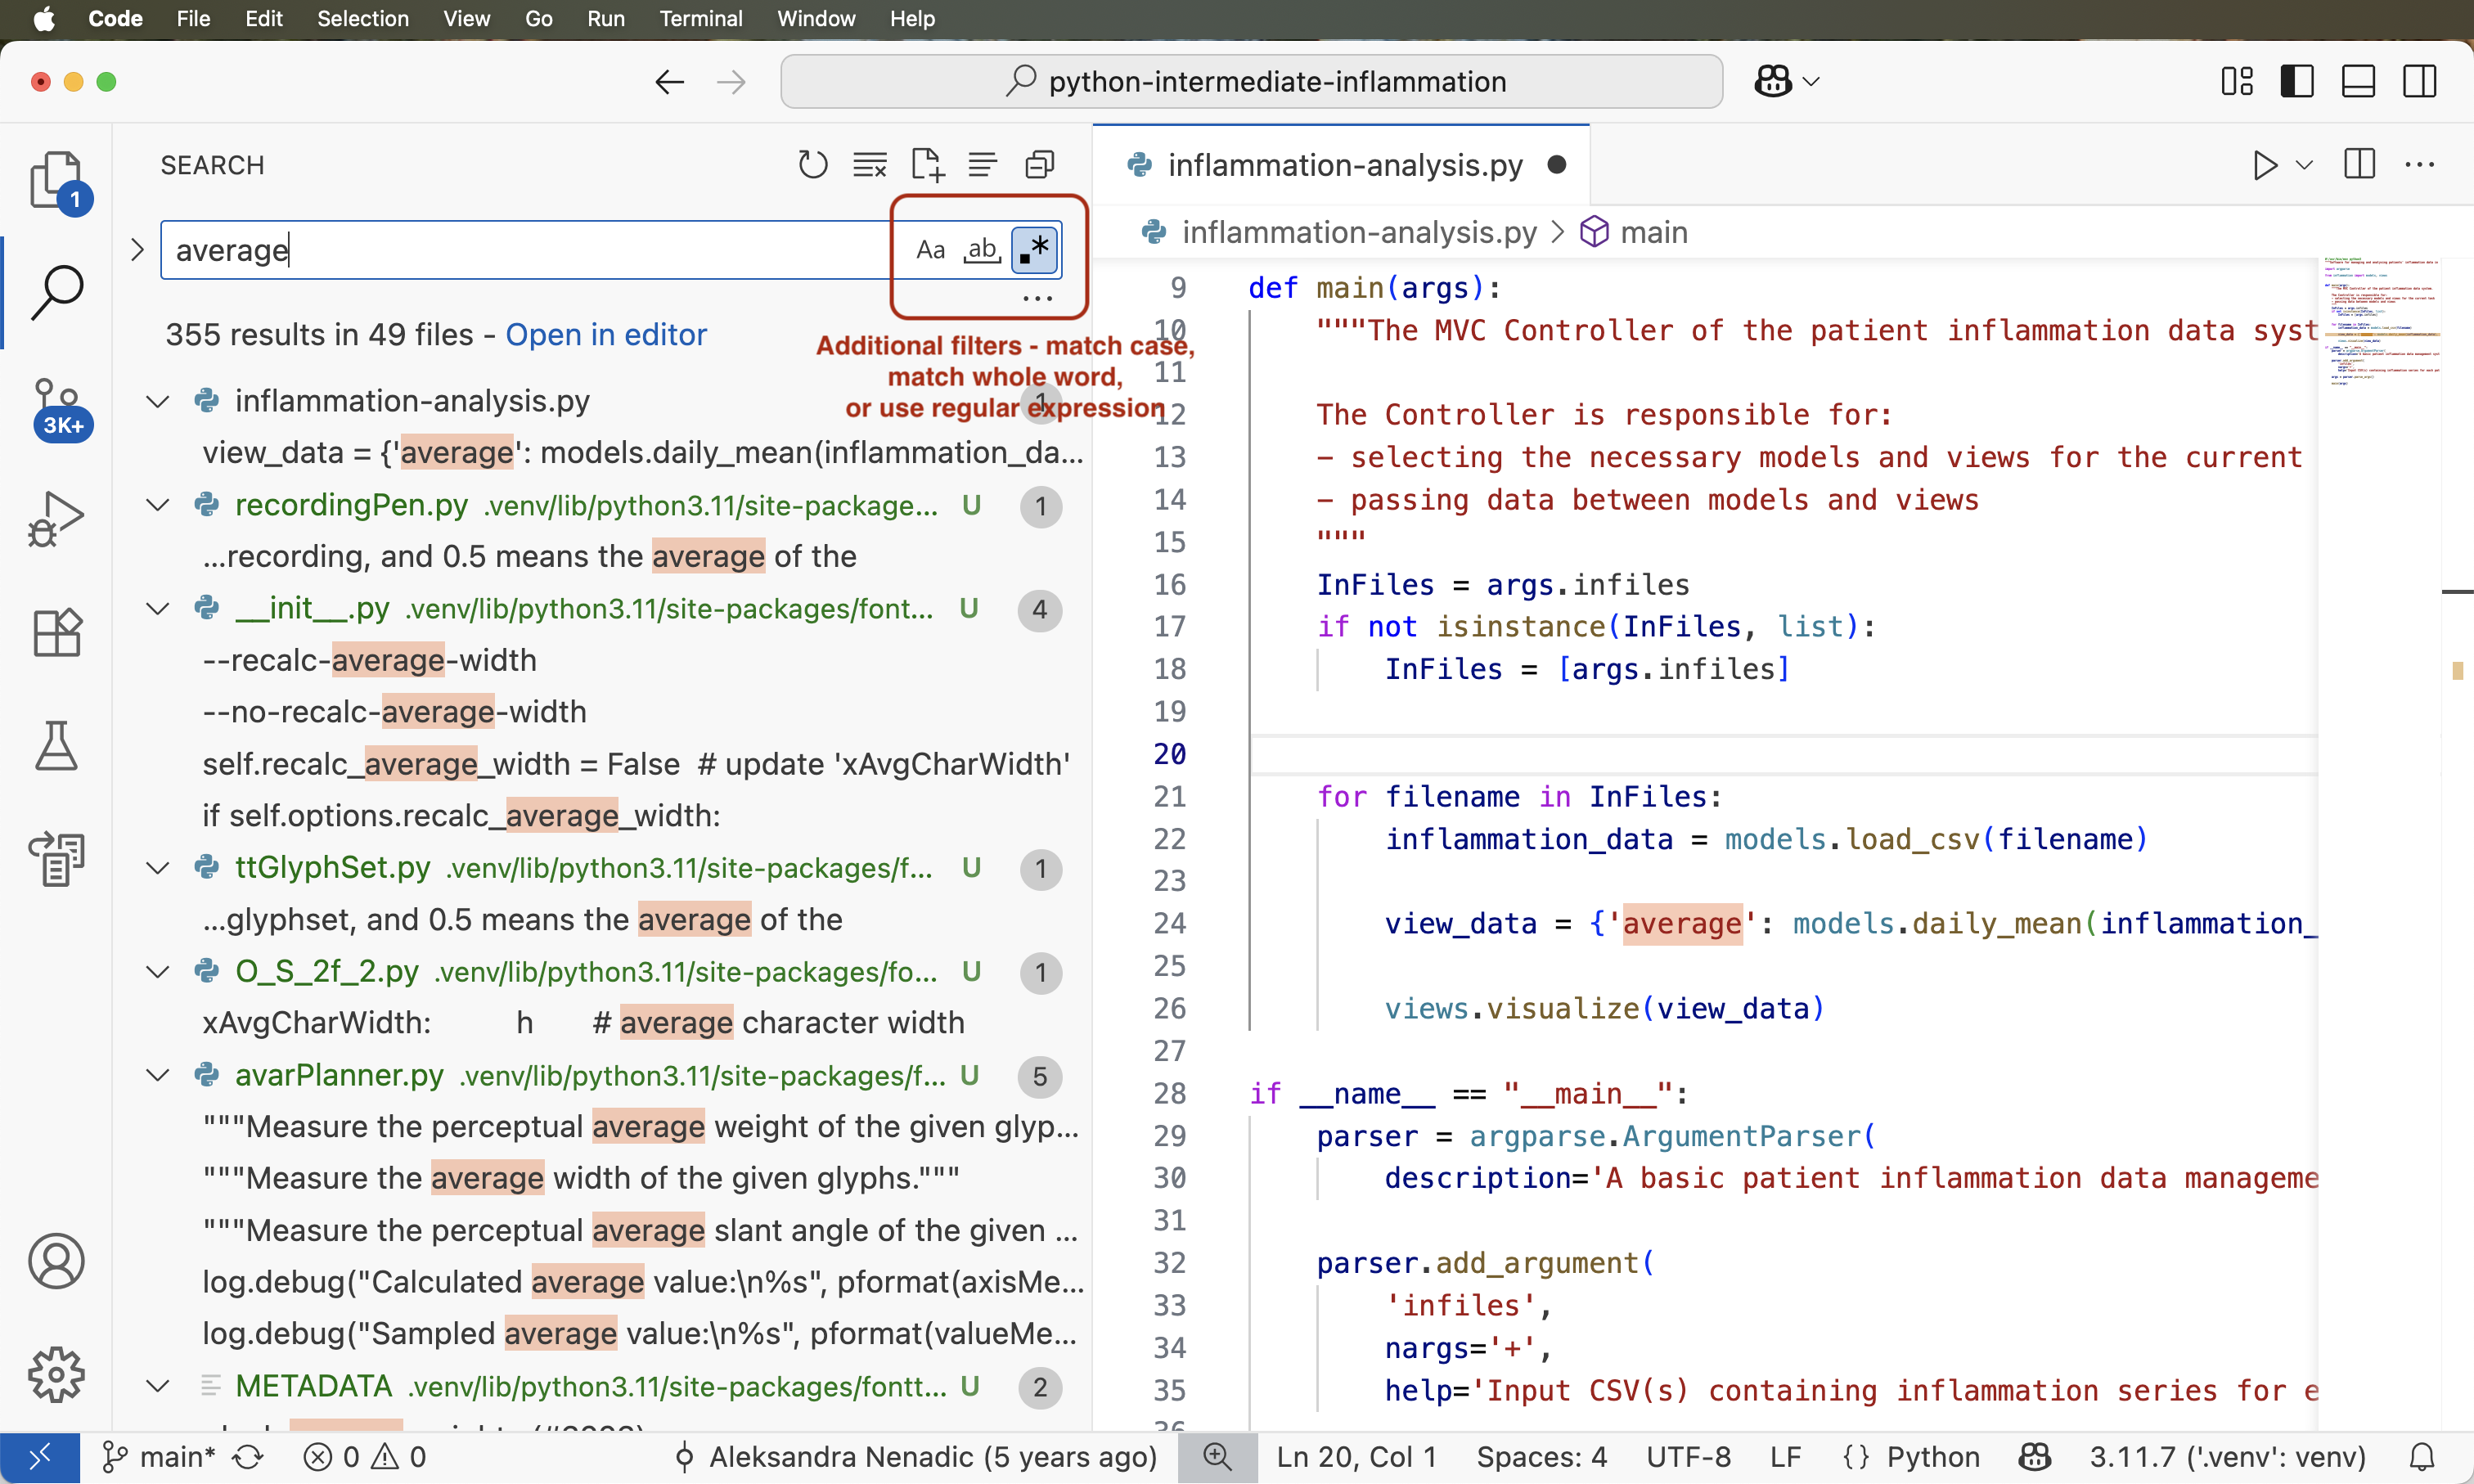 Code File Edit Selection View Go Run Terminal Window Help
python-intermediate-inflammation
1
3K+
SEARCH
average
Aa ab .*
...
Additional filters - match case,
match whole word,
or use regular expression
355 results in 49 files - Open in editor
inflammation-analysis.py 1
view_data = {'average': models.daily_mean(inflammation_da...
recordingPen.py .venv/lib/python3.11/site-package... U 1
...recording, and 0.5 means the average of the
__init__.py .venv/lib/python3.11/site-packages/font... U 4
--recalc-average-width
--no-recalc-average-width
self.recalc_average_width = False # update 'xAvgCharWidth'
if self.options.recalc_average_width:
ttGlyphSet.py .venv/lib/python3.11/site-packages/f... U 1
...glyphset, and 0.5 means the average of the
O_S_2f_2.py .venv/lib/python3.11/site-packages/fo... U 1
xAvgCharWidth: h # average character width
avarPlanner.py .venv/lib/python3.11/site-packages/f... U 5
"""Measure the perceptual average weight of the given glyp...
"""Measure the average width of the given glyphs."""
"""Measure the perceptual average slant angle of the given ...
log.debug("Calculated average value:\n%s", pformat(axisMe...
log.debug("Sampled average value:\n%s", pformat(valueMe...
METADATA .venv/lib/python3.11/site-packages/fontt... U 2
inflammation-analysis.py
inflammation-analysis.py > main
9 def main(args):
10 """The MVC Controller of the patient inflammation data syst
11
12 The Controller is responsible for:
13 - selecting the necessary models and views for the current
14 - passing data between models and views
15 """
16 InFiles = args.infiles
17 if not isinstance(InFiles, list):
18 InFiles = [args.infiles]
19
20
21 for filename in InFiles:
22 inflammation_data = models.load_csv(filename)
23
24 view_data = {'average': models.daily_mean(inflammation_
25
26 views.visualize(view_data)
27
28 if __name__ == "__main__":
29 parser = argparse.ArgumentParser(
30 description='A basic patient inflammation data manageme
31
32 parser.add_argument(
33 'infiles',
34 nargs='+',
35 help='Input CSV(s) containing inflammation series for e
36
main* 0 0 Aleksandra Nenadic (5 years ago) Ln 20, Col 1 Spaces: 4 UTF-8 LF {} Python 3.11.7 ('.venv': venv)